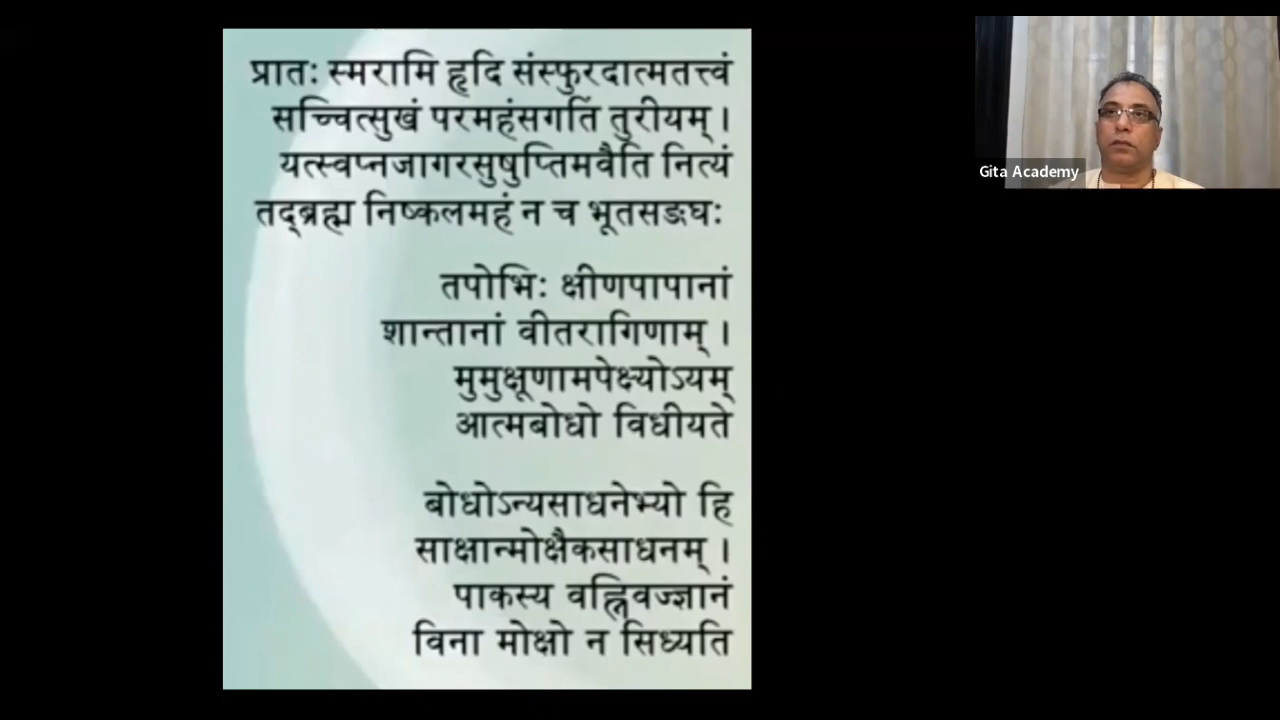 प्रातः स्मरामि हृदि संस्फुरदात्मतत्त्वं
सच्चित्सुखं परमहंसगतिं तुरीयम् ।
यत्स्वप्नजागरसुषुप्तिमवैति नित्यं
तद्ब्रह्म निष्कलमहं न च भूतसङ्घः
तपोभिः क्षीणपापानां
शान्तानां वीतरागिणाम् ।
मुमुक्षूणामपेक्ष्योऽयम्
आत्मबोधो विधीयते
बोधोऽन्यसाधनेभ्यो हि
साक्षान्मोक्षैकसाधनम् ।
पाकस्य वह्निवज्ज्ञानं
विना मोक्षो न सिध्यति
Gita Academy